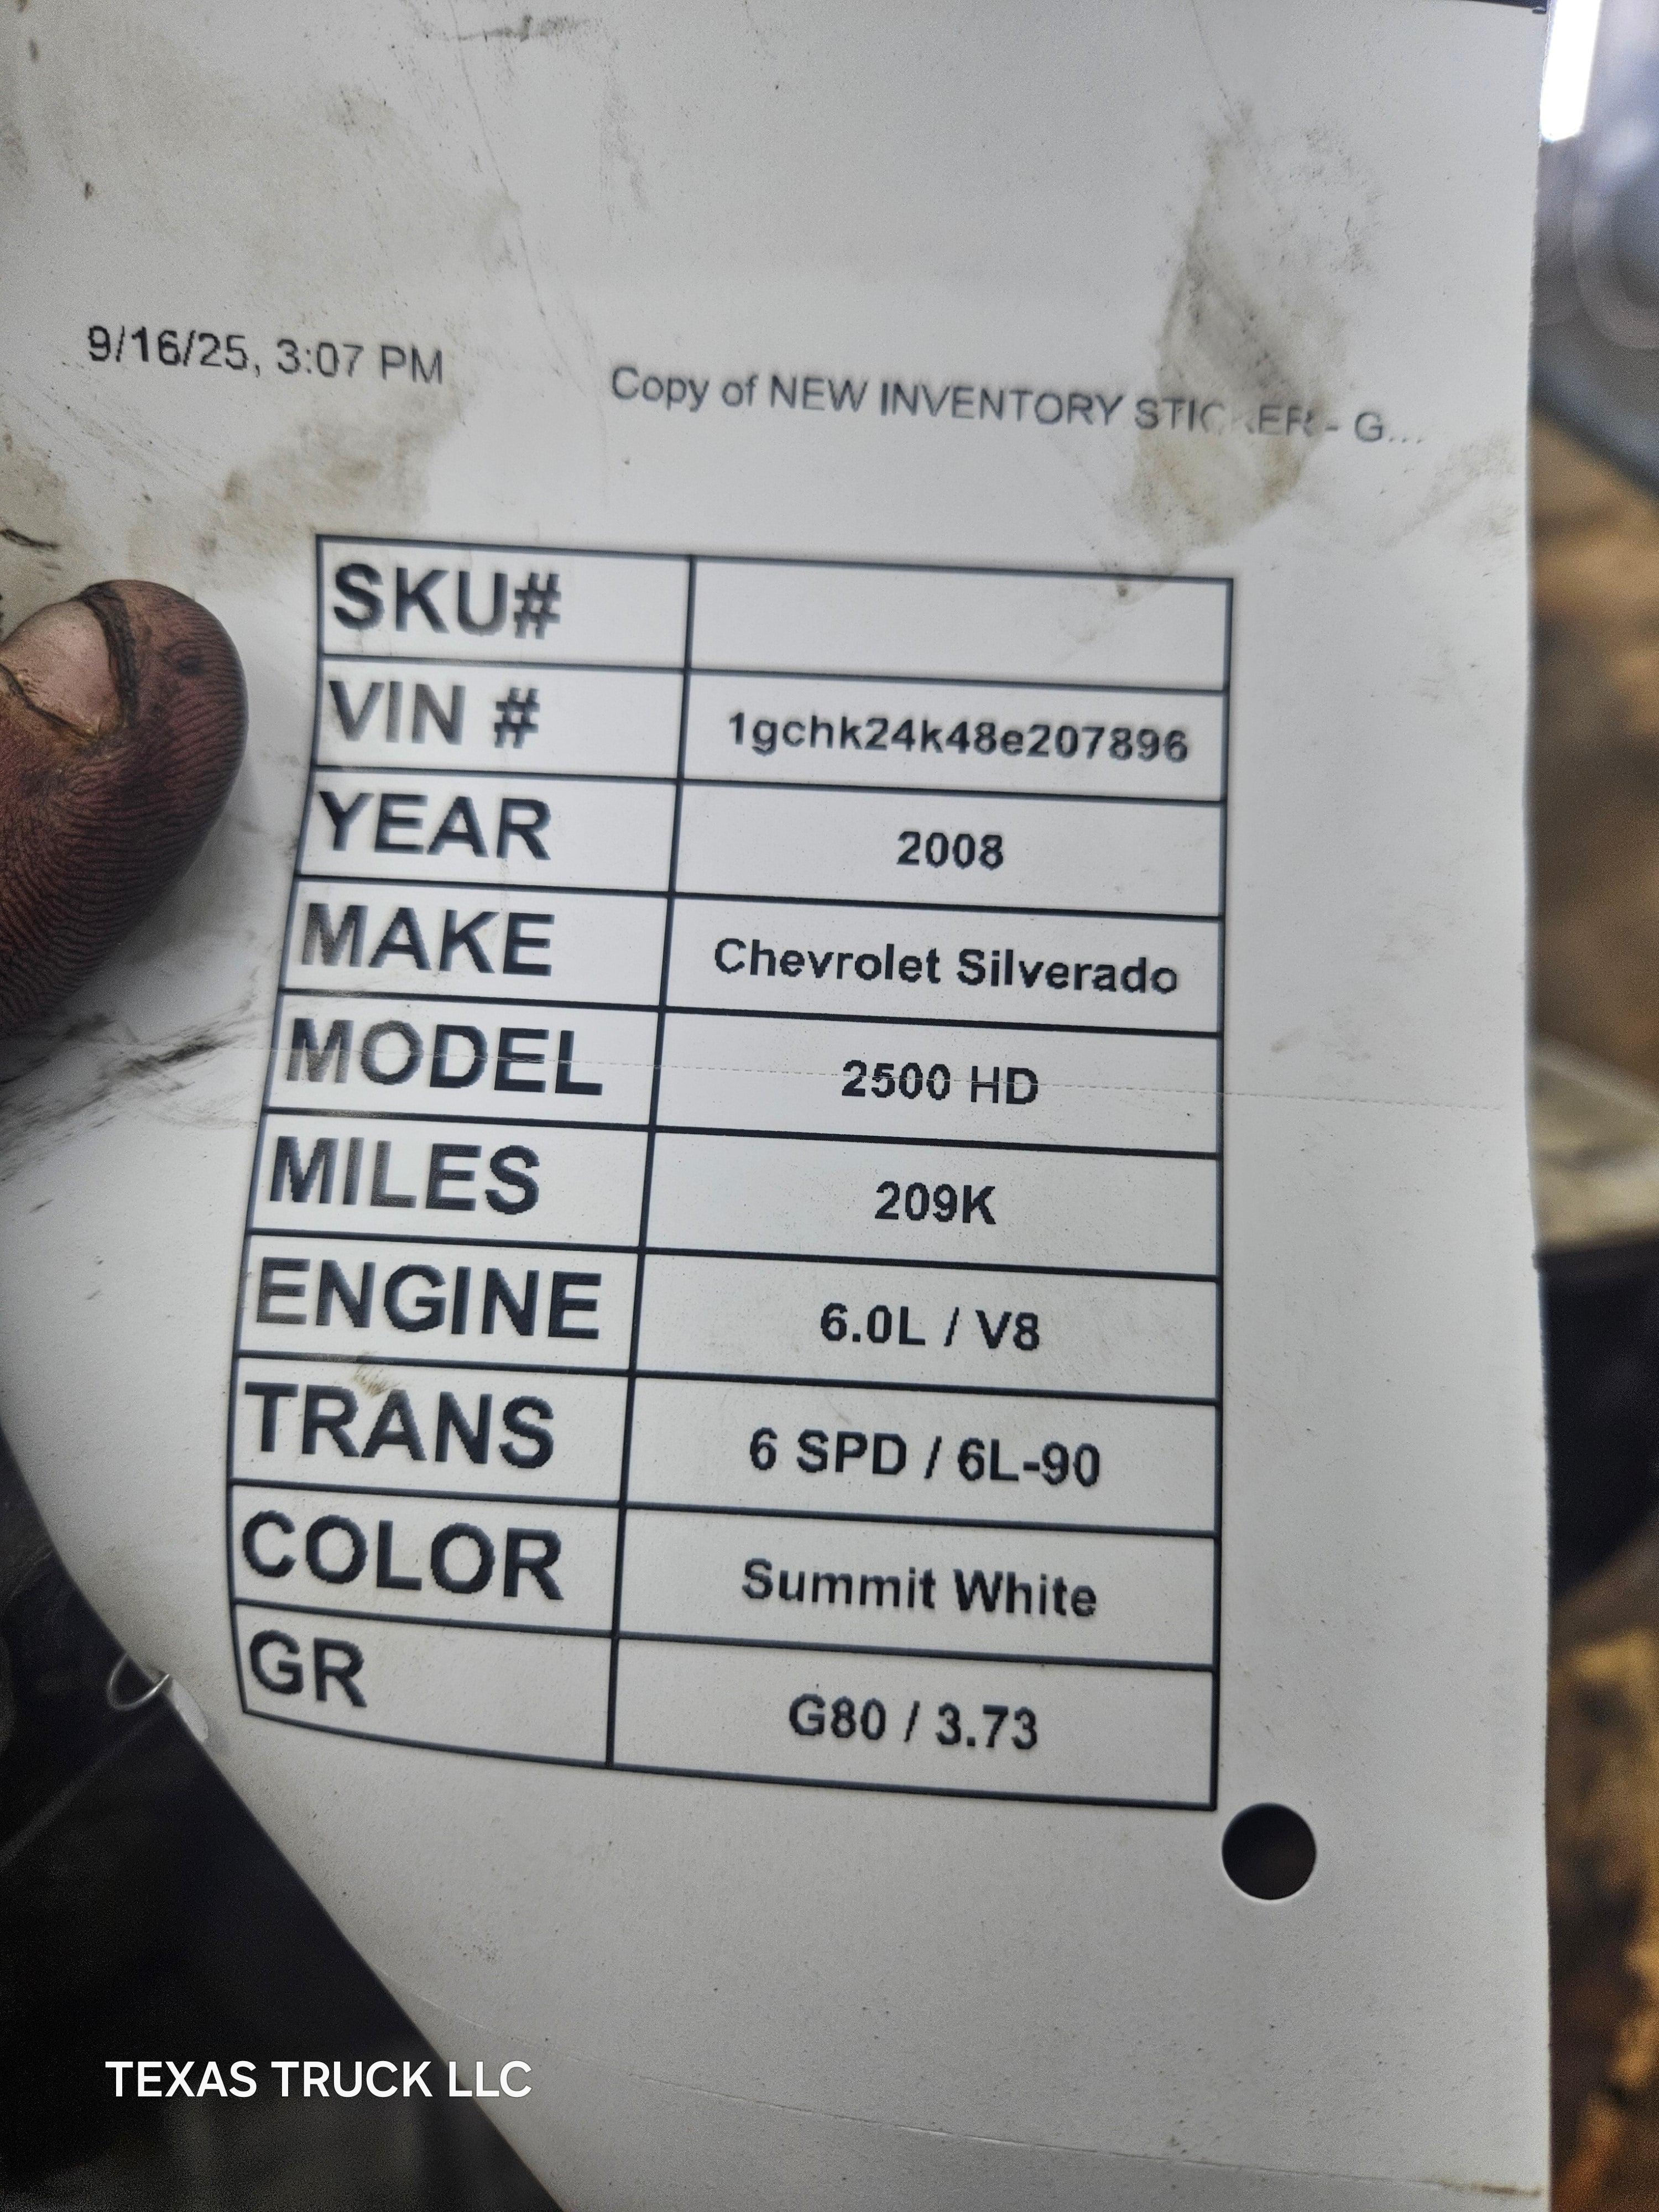 9/16/25, 3:07 PM
Copy of NEW INVENTORY STICKER - G...
SKU#
VIN # 1gchk24k48e207896
YEAR 2008
MAKE Chevrolet Silverado
MODEL 2500 HD
MILES 209K
ENGINE 6.0L / V8
TRANS 6 SPD / 6L-90
COLOR Summit White
GR G80 / 3.73
TEXAS TRUCK LLC